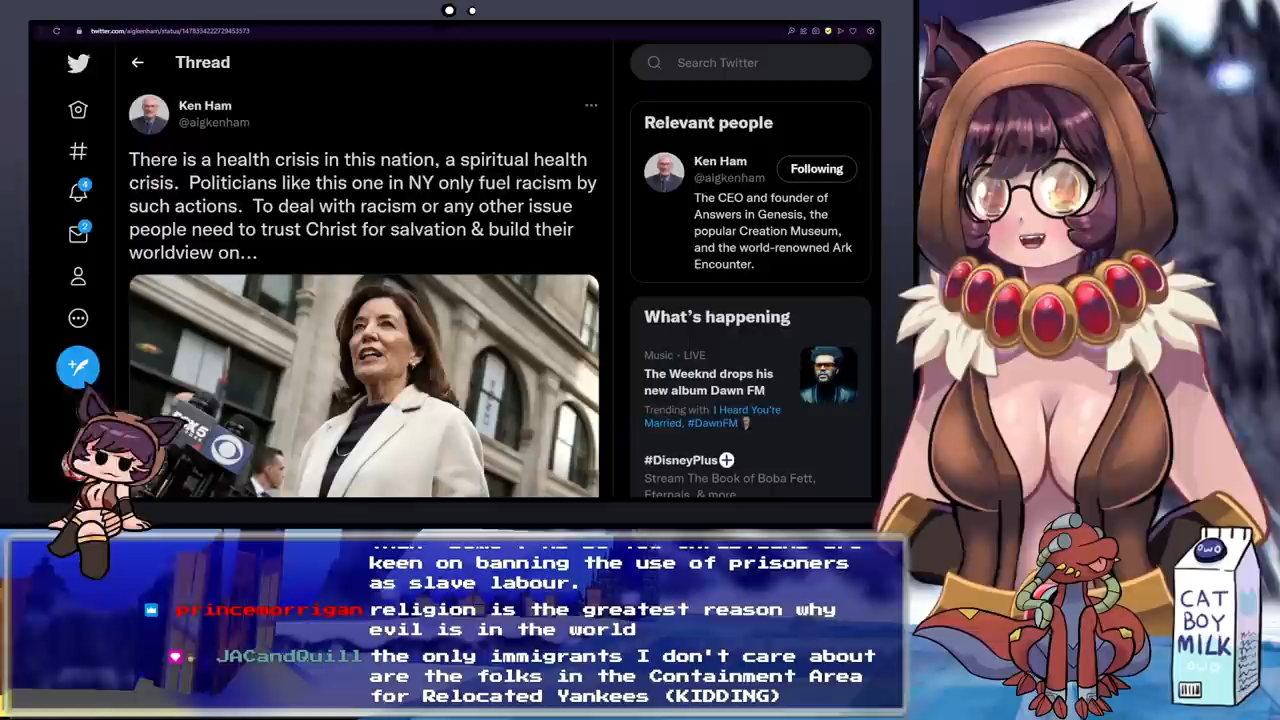 twitter.com/aigkenham/status/1478334222729453573
Thread
Search Twitter
Ken Ham
@aigkenham
There is a health crisis in this nation, a spiritual health
crisis. Politicians like this one in NY only fuel racism by
such actions. To deal with racism or any other issue
people need to trust Christ for salvation & build their
worldview on...
FOX 5
4
2
Relevant people
Ken Ham
@aigkenham
Following
The CEO and founder of
Answers in Genesis, the
popular Creation Museum,
and the world-renowned Ark
Encounter.
What's happening
Music · LIVE
The Weeknd drops his
new album Dawn FM
Trending with I Heard You're
Married, #DawnFM
#DisneyPlus
Stream The Book of Boba Fett,
Eternals, & more
keen on banning the use of prisoners
as slave labour.
princemorrigan religion is the greatest reason why
evil is in the world
JACandQuill the only immigrants I don't care about
are the folks in the Containment Area
for Relocated Yankees (KIDDING)
OWO
CAT
BOY
MILK
OWO